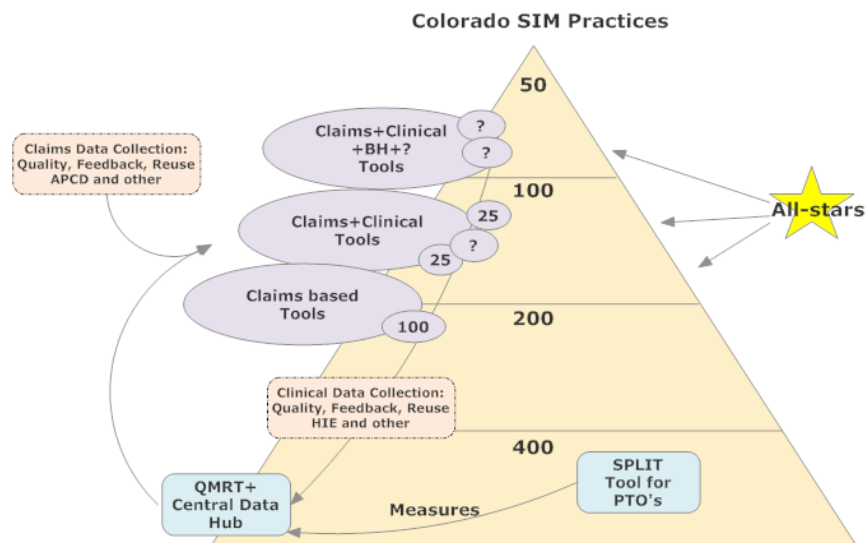 Colorado SIM Practices
50
Claims+Clinical
+BH+?
Tools
?
?
Claims Data Collection:
Quality, Feedback, Reuse
APCD and other
100
All-stars
Claims+Clinical
Tools
25
?
25
Claims based
Tools
100
200
Clinical Data Collection:
Quality, Feedback, Reuse
HIE and other
400
SPLIT
Tool for
PTO's
QMRT+
Central Data
Hub
Measures